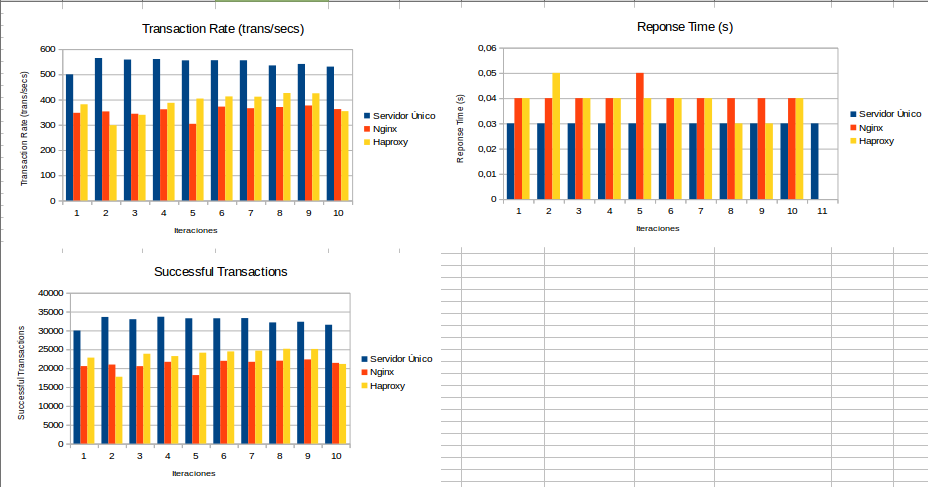 Transaction Rate (trans/secs)
600
500
400
300
200
100
0
Transaction Rate (trans/secs)
1 2 3 4 5 6 7 8 9 10
Iteraciones
Servidor Único
Nginx
Haproxy
Reponse Time (s)
0,06
0,05
0,04
0,03
0,02
0,01
0
Reponse Time (s)
1 2 3 4 5 6 7 8 9 10 11
Iteraciones
Servidor Único
Nginx
Haproxy
Successful Transactions
40000
35000
30000
25000
20000
15000
10000
5000
0
Successful Transactions
1 2 3 4 5 6 7 8 9 10
Iteraciones
Servidor Único
Nginx
Haproxy